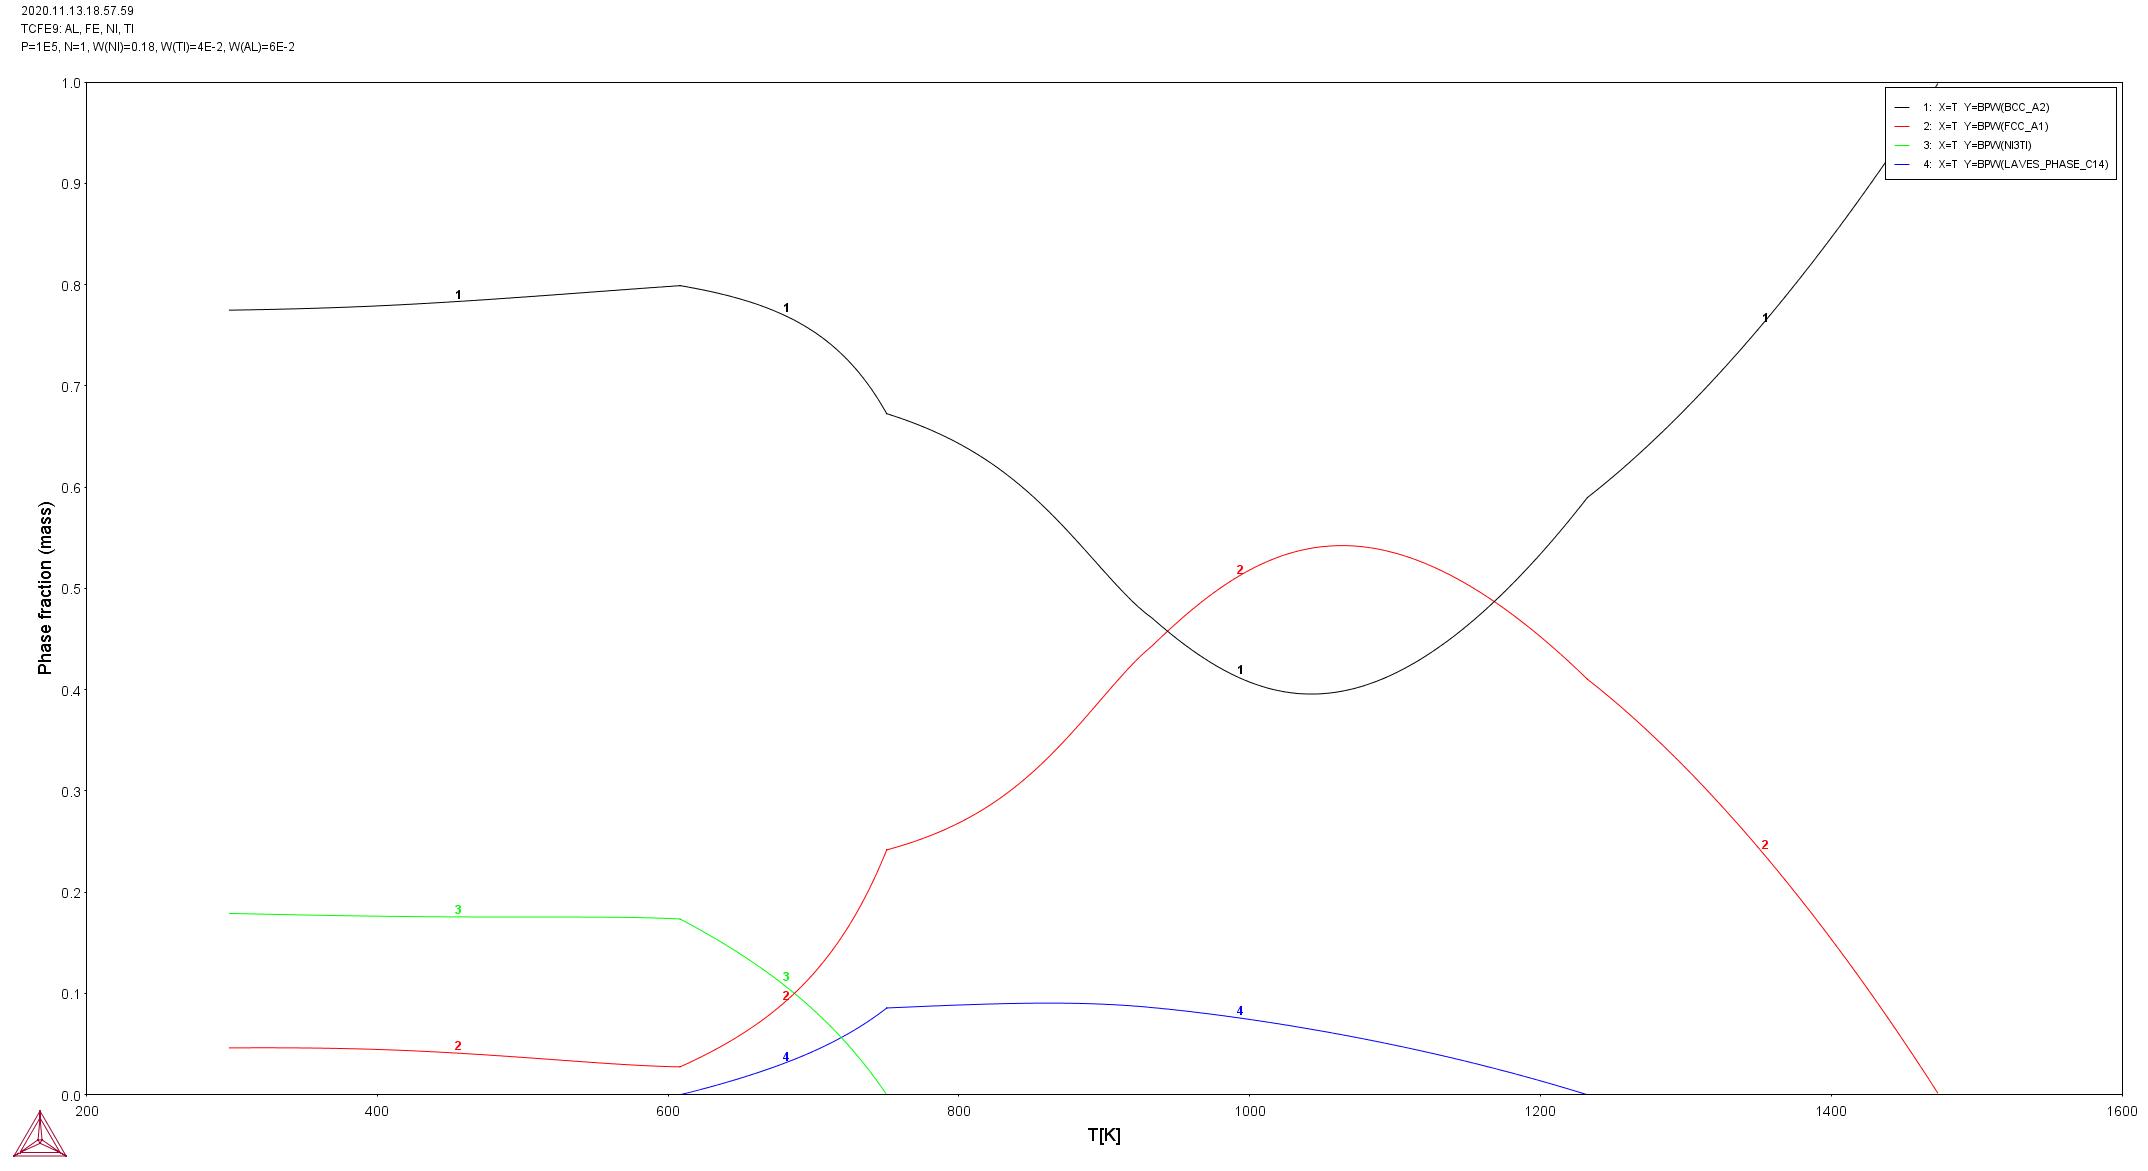 2020.11.13.18.57.59
TCFE9: AL, FE, NI, TI
P=1E5, N=1, W(NI)=0.18, W(TI)=4E-2, W(AL)=6E-2
1.0
0.9
0.8
0.7
0.6
0.5
0.4
0.3
0.2
0.1
0.0
Phase fraction (mass)
1: X=T Y=BPW(BCC_A2)
2: X=T Y=BPW(FCC_A1)
3: X=T Y=BPW(NI3TI)
4: X=T Y=BPW(LAVES_PHASE_C14)
1
1
1
1
2
2
2
2
3
3
4
4
200 400 600 800 1000 1200 1400 1600
T[K]